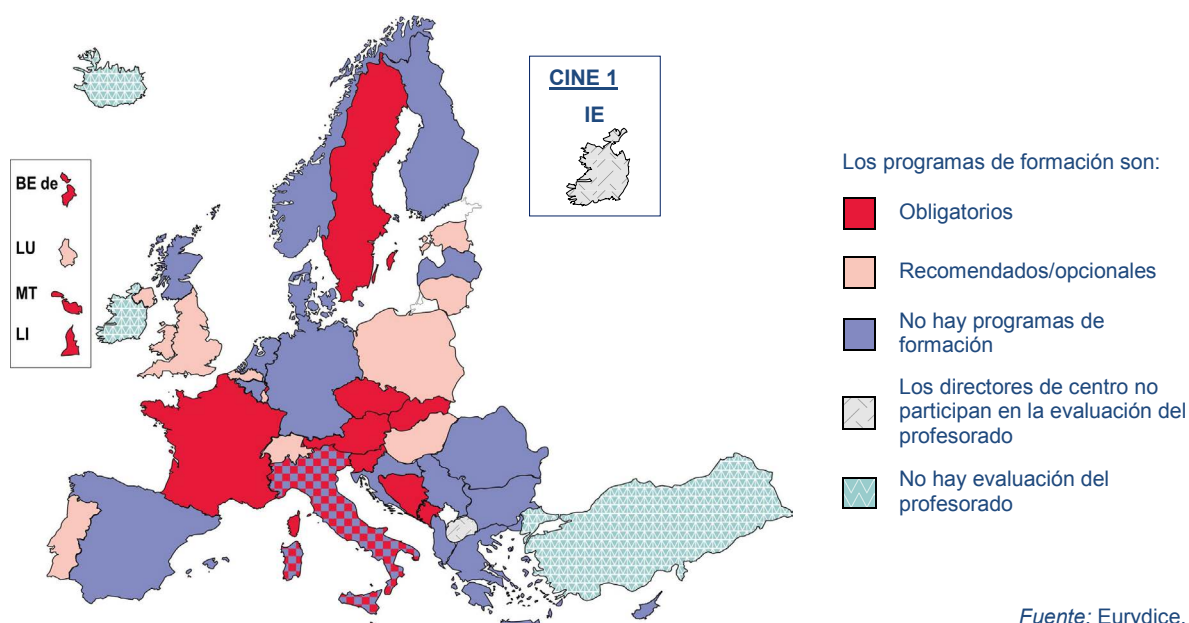 CINE 1
IE
BE de
LU
MT
LI
Los programas de formación son:
Obligatorios
Recomendados/opcionales
No hay programas de
formación
Los directores de centro no
participan en la evaluación del
profesorado
No hay evaluación del
profesorado
Fuente: Eurydice.